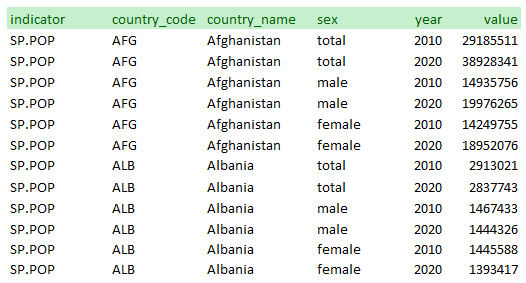 indicator country_code country_name sex year value
SP.POP AFG Afghanistan total 2010 29185511
SP.POP AFG Afghanistan total 2020 38928341
SP.POP AFG Afghanistan male 2010 14935756
SP.POP AFG Afghanistan male 2020 19976265
SP.POP AFG Afghanistan female 2010 14249755
SP.POP AFG Afghanistan female 2020 18952076
SP.POP ALB Albania total 2010 2913021
SP.POP ALB Albania total 2020 2837743
SP.POP ALB Albania male 2010 1467433
SP.POP ALB Albania male 2020 1444326
SP.POP ALB Albania female 2010 1445588
SP.POP ALB Albania female 2020 1393417